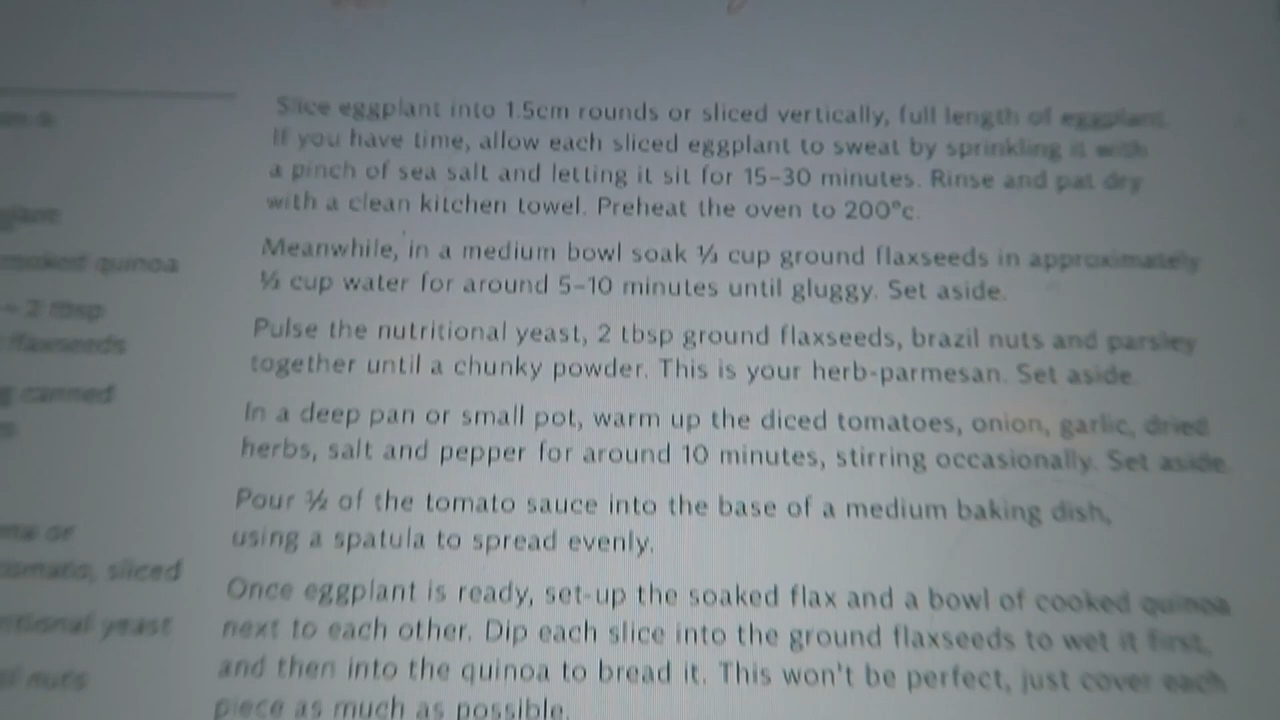 Slice eggplant into 1.5cm rounds or sliced vertically, full length of eggplant.
If you have time, allow each sliced eggplant to sweat by sprinkling it with
a pinch of sea salt and letting it sit for 15–30 minutes. Rinse and pat dry
with a clean kitchen towel. Preheat the oven to 200°c.
quinoa
Meanwhile, in a medium bowl soak ⅓ cup ground flaxseeds in approximately
⅓ cup water for around 5–10 minutes until gluggy. Set aside.
2 tbsp
flaxseeds
Pulse the nutritional yeast, 2 tbsp ground flaxseeds, brazil nuts and parsley
together until a chunky powder. This is your herb-parmesan. Set aside.
canned
In a deep pan or small pot, warm up the diced tomatoes, onion, garlic, dried
herbs, salt and pepper for around 10 minutes, stirring occasionally. Set aside.
Pour ½ of the tomato sauce into the base of a medium baking dish,
using a spatula to spread evenly.
or
sliced
yeast
nuts
Once eggplant is ready, set-up the soaked flax and a bowl of cooked quinoa
next to each other. Dip each slice into the ground flaxseeds to wet it first,
and then into the quinoa to bread it. This won't be perfect, just cover each
piece as much as possible.